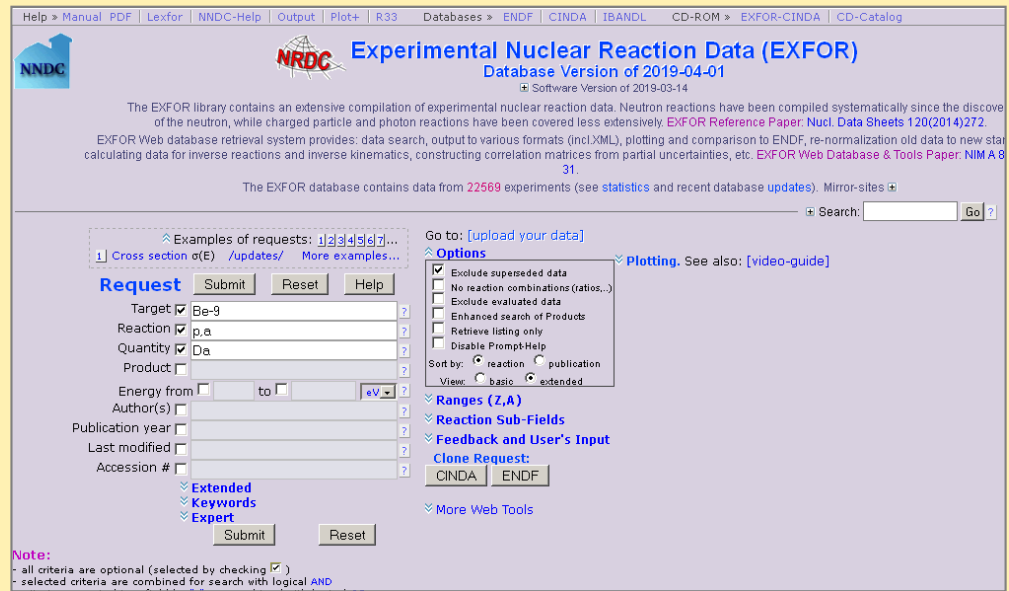 Help » Manual PDF | Lexfor | NNDC-Help | Output | Plot+ | R33 Databases » ENDF | CINDA | IBANDL CD-ROM » EXFOR-CINDA | CD-Catalog
NNDC
NRDC
Experimental Nuclear Reaction Data (EXFOR)
Database Version of 2019-04-01
Software Version of 2019-03-14
The EXFOR library contains an extensive compilation of experimental nuclear reaction data. Neutron reactions have been compiled systematically since the discove
of the neutron, while charged particle and photon reactions have been covered less extensively. EXFOR Reference Paper: Nucl. Data Sheets 120(2014)272.
EXFOR Web database retrieval system provides: data search, output to various formats (incl.XML), plotting and comparison to ENDF, re-normalization old data to new star
calculating data for inverse reactions and inverse kinematics, constructing correlation matrices from partial uncertainties, etc. EXFOR Web Database & Tools Paper: NIM A 8
31.
The EXFOR database contains data from 22569 experiments (see statistics and recent database updates). Mirror-sites
Search: Go ?
Examples of requests: 1 2 3 4 5 6 7 ...
1 Cross section σ(E) /updates/ More examples...
Request Submit Reset Help
Target Be-9 ?
Reaction p,a ?
Quantity Da ?
Product ?
Energy from to eV ?
Author(s) ?
Publication year ?
Last modified ?
Accession # ?
Extended
Keywords
Expert
Submit Reset
Go to: [upload your data]
Options
Exclude superseded data
No reaction combinations (ratios,..)
Exclude evaluated data
Enhanced search of Products
Retrieve listing only
Disable Prompt-Help
Sort by: reaction publication
View: basic extended
Ranges (Z,A)
Reaction Sub-Fields
Feedback and User's Input
Clone Request:
CINDA ENDF
More Web Tools
Plotting. See also: [video-guide]
Note:
- all criteria are optional (selected by checking )
- selected criteria are combined for search with logical AND